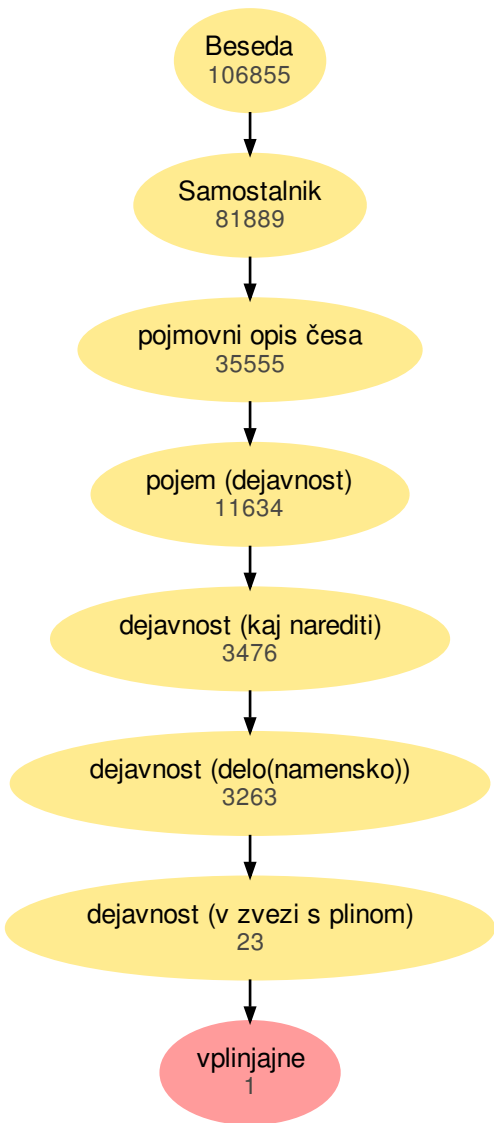 Beseda
106855
Samostalnik
81889
pojmovni opis česa
35555
pojem (dejavnost)
11634
dejavnost (kaj narediti)
3476
dejavnost (delo(namensko))
3263
dejavnost (v zvezi s plinom)
23
vplinjajne
1